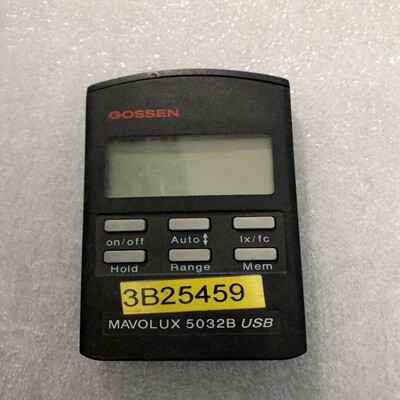 GOSSEN
on/off Auto lx/fc
Hold Range Mem
3B25459
MAVOLUX 5032B USB